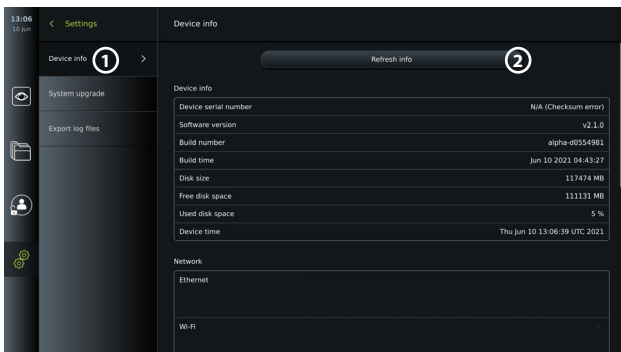 13:06
10 Jun
Settings
Device info
Device info 1
System upgrade
Export log files
Refresh info 2
Device info
Device serial number N/A (Checksum error)
Software version v2.1.0
Build number alpha-d0554981
Build time Jun 10 2021 04:43:27
Disk size 117474 MB
Free disk space 111131 MB
Used disk space 5 %
Device time Thu Jun 10 13:06:39 UTC 2021
Network
Ethernet
Wi-Fi